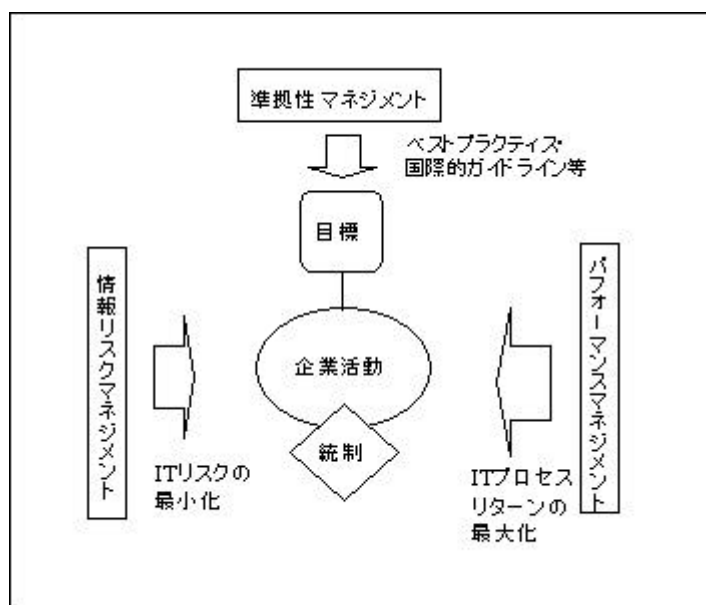 準拠性マネジメント
ベストプラクティス・
国際的ガイドライン等
目標
情報リスクマネジメント
パフォーマンスマネジメント
企業活動
統制
ITリスクの
最小化
ITプロセス
リターンの
最大化